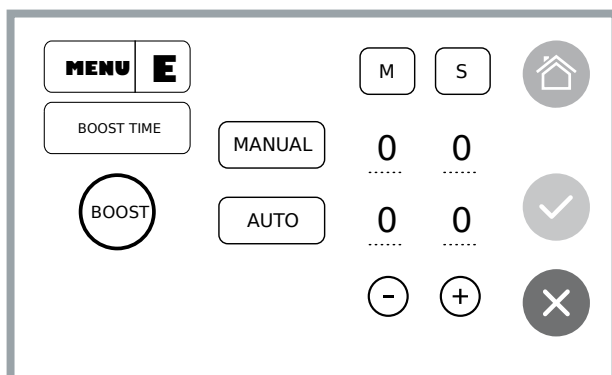 MENU E
M S
BOOST TIME
MANUAL 0 0
BOOST
AUTO 0 0
- +